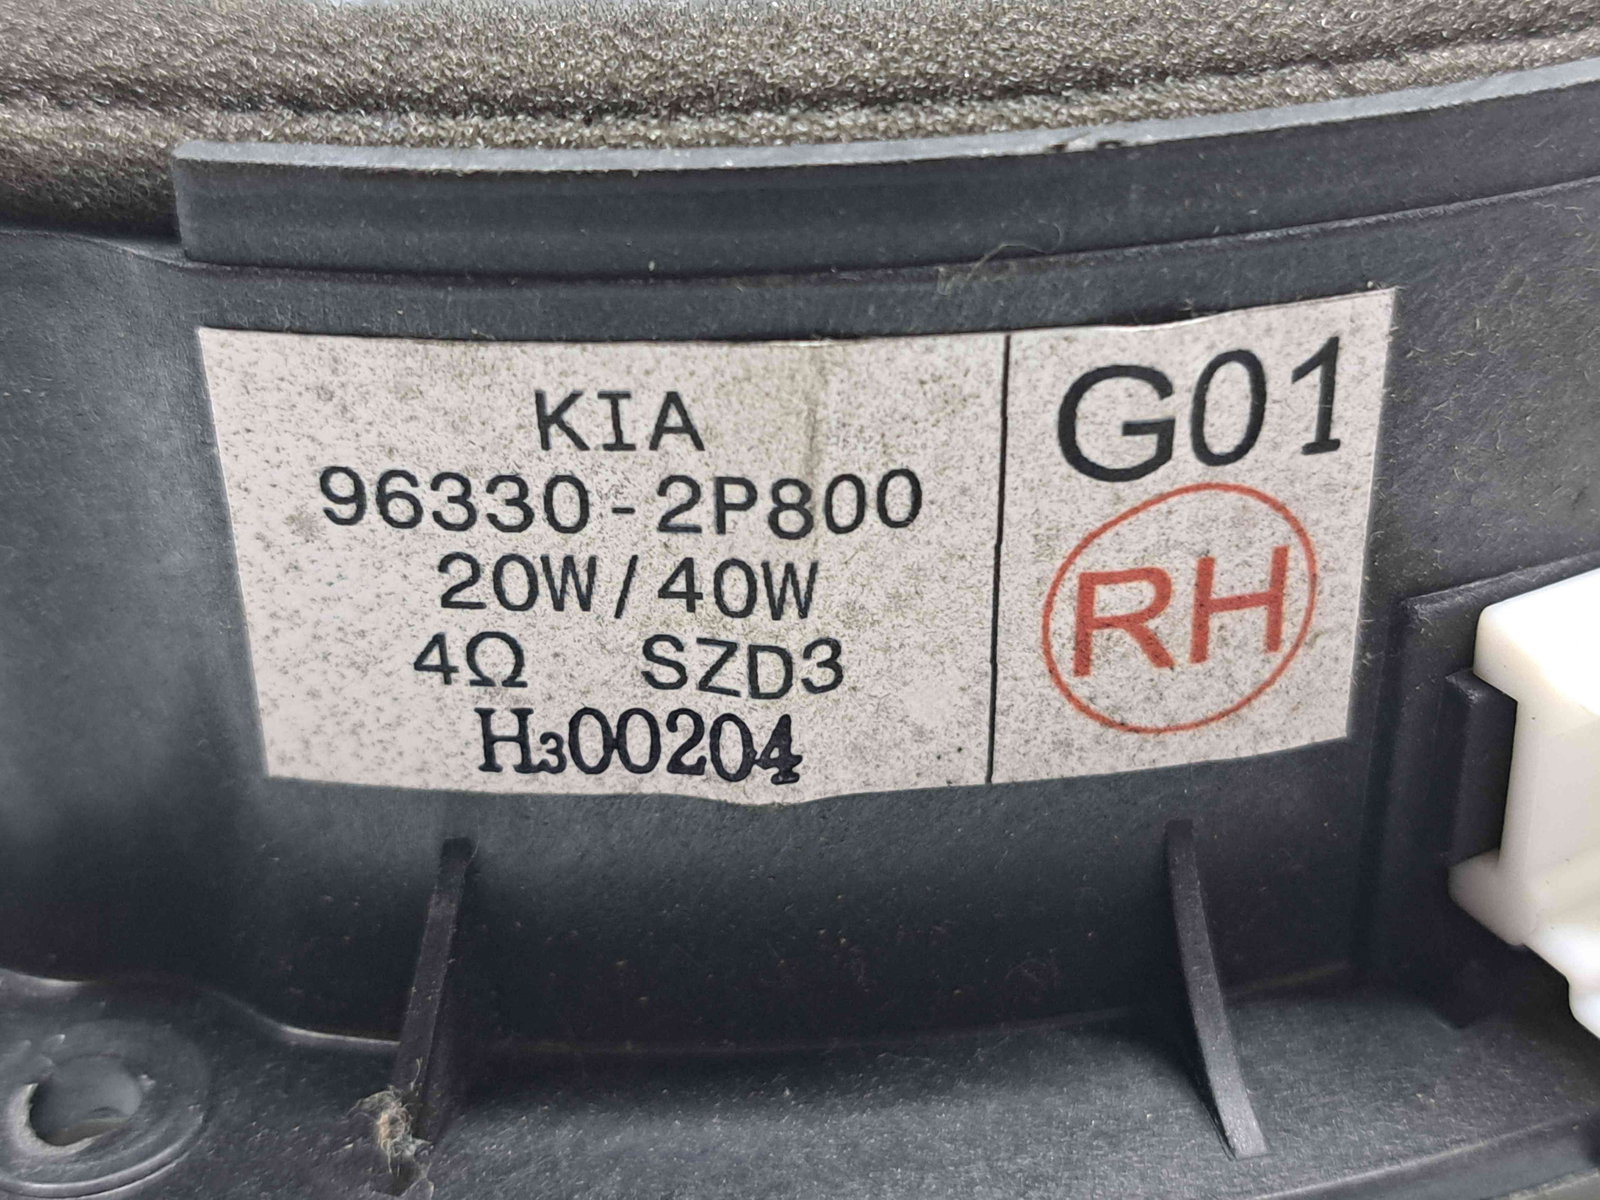 KIA
96330-2P800
20W/40W
4Ω SZD3
H300204
G01
RH